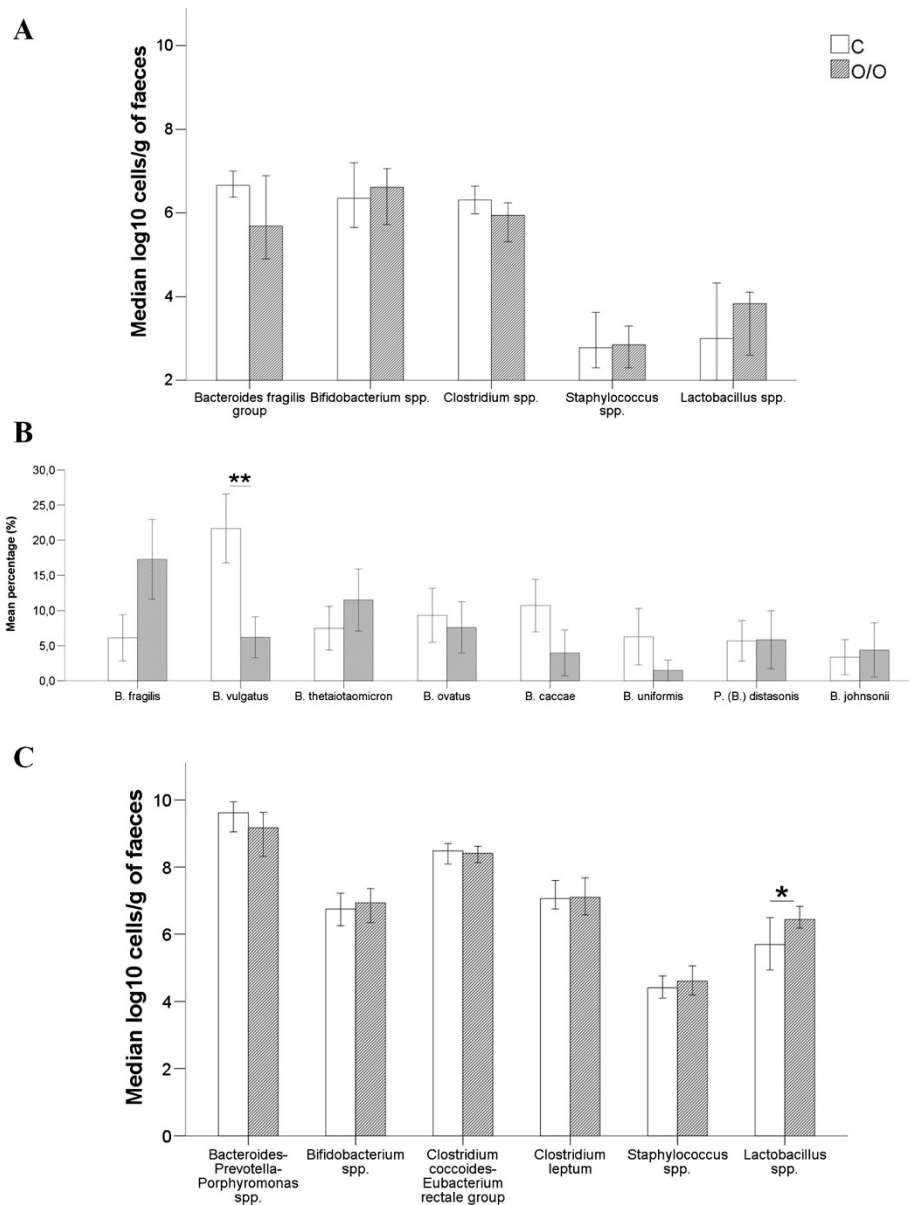 A
C
O/O
Median log10 cells/g of faeces
10
8
6
4
2
Bacteroides fragilis
group
Bifidobacterium spp.
Clostridium spp.
Staphylococcus
spp.
Lactobacillus spp.
B
Mean percentage (%)
30,0
25,0
20,0
15,0
10,0
5,0
0,0
**
B. fragilis
B. vulgatus
B. thetaiotaomicron
B. ovatus
B. caccae
B. uniformis
P. (B.) distasonis
B. johnsonii
C
Median log10 cells/g of faeces
10
8
6
4
2
0
*
Bacteroides-
Prevotella-
Porphyromonas
spp.
Bifidobacterium
spp.
Clostridium
coccoides-
Eubacterium
rectale group
Clostridium
leptum
Staphylococcus
spp.
Lactobacillus
spp.